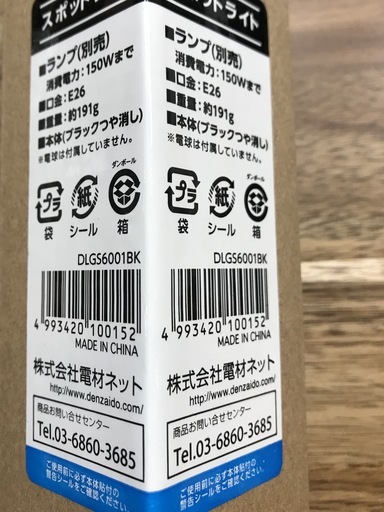 スポット
■ランプ(別売)
消費電力:150Wまで
■口金:E26
■重量:約191g
■本体(ブラックつや消し)
※電球は付属していません。
プラ
紙
ダンボール
袋 シール 箱
DLGS6001BK
4 993420 100152
MADE IN CHINA
株式会社電材ネット
http://www.denzaido.com/
商品お問い合せセンター
Tel.03-6860-3685
ご使用前に必ず本体貼付の
警告シールをご確認ください。
ットライト
■ランプ(別売)
消費電力:150Wまで
■口金:E26
■重量:約191g
■本体(ブラックつや消し)
※電球は付属していません。
プラ
紙
ダンボール
袋 シール 箱
DLGS6001BK
4 993420 100152
MADE IN CHINA
株式会社電材ネット
http://www.denzaido.com/
商品お問い合せセンター
Tel.03-6860-3685
ご使用前に必ず本体貼付の
警告シールをご確認ください。